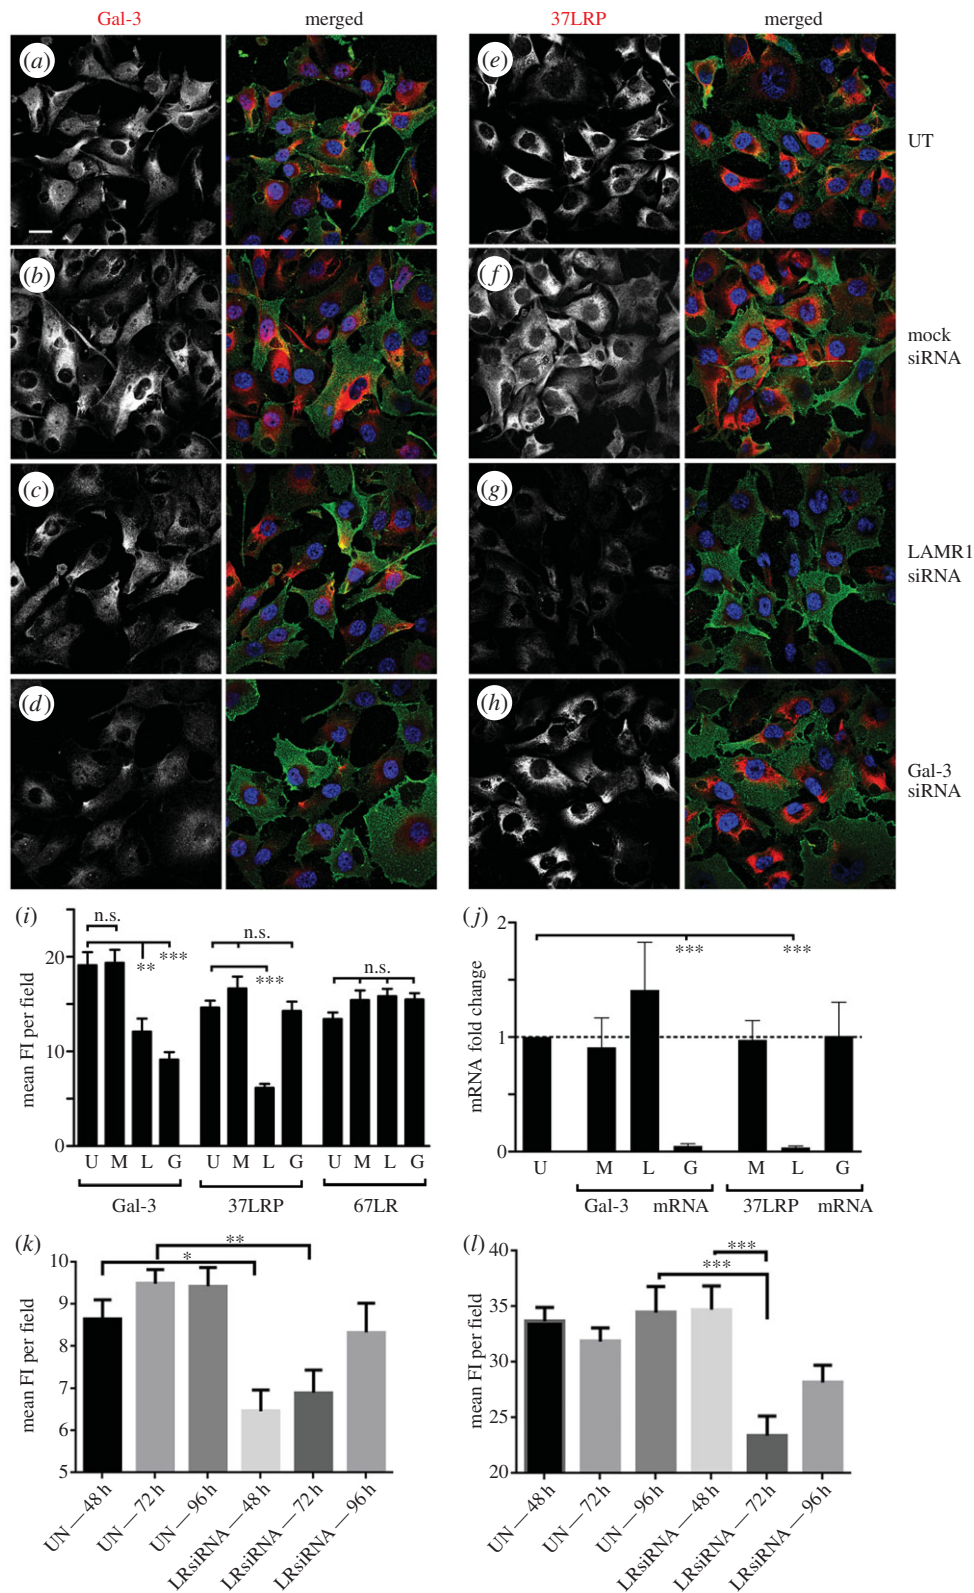 Gal-3 merged 37LRP merged
(a) (e) UT
(b) (f) mock
siRNA
(c) (g) LAMR1
siRNA
(d) (h) Gal-3
siRNA
(i)
mean FI per field
20
10
0
n.s.
**
***
n.s.
***
n.s.
U M L G U M L G U M L G
Gal-3 37LRP 67LR
(j)
mRNA fold change
2
1
0
*** ***
U M L G M L G
Gal-3 mRNA 37LRP mRNA
(k)
mean FI per field
10
9
8
7
6
5
**
*
UN — 48 h
UN — 72 h
UN — 96 h
LRsiRNA — 48 h
LRsiRNA — 72 h
LRsiRNA — 96 h
(l)
mean FI per field
40
35
30
25
20
***
***
UN — 48 h
UN — 72 h
UN — 96 h
LRsiRNA — 48 h
LRsiRNA — 72 h
LRsiRNA — 96 h